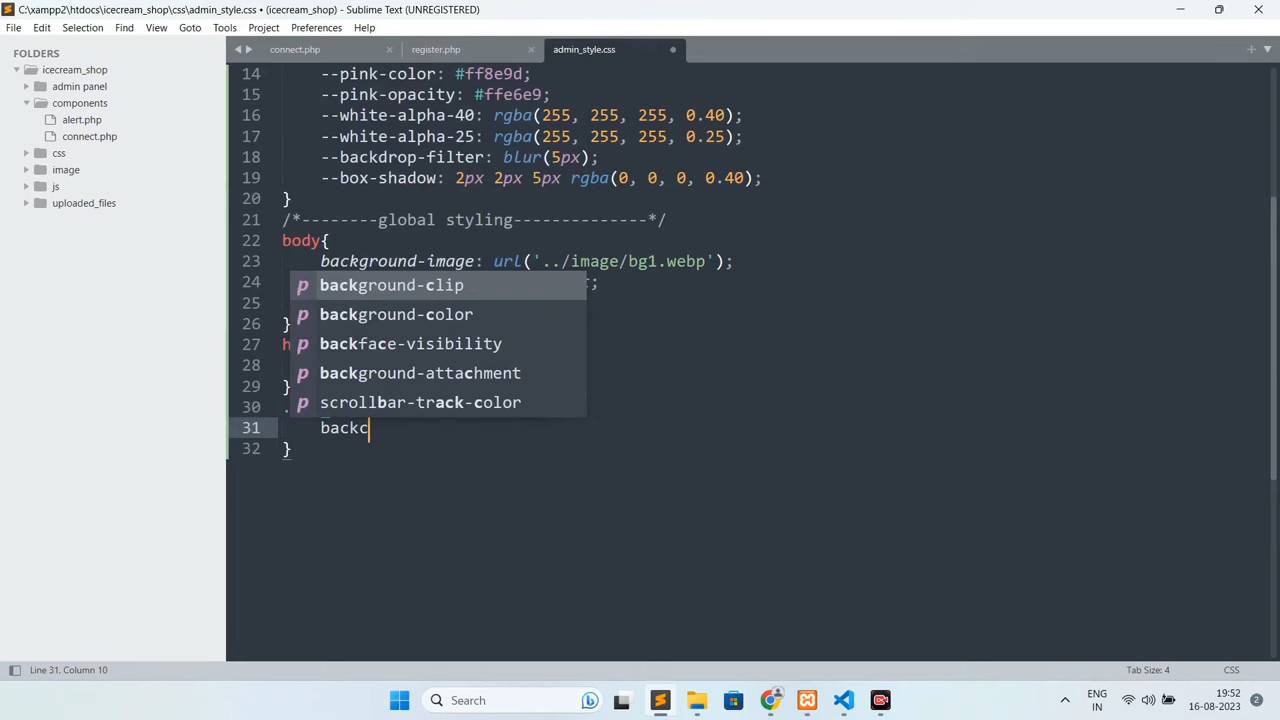 C:\xampp2\htdocs\icecream_shop\css\admin_style.css • (icecream_shop) - Sublime Text (UNREGISTERED)
File Edit Selection Find View Goto Tools Project Preferences Help
FOLDERS
icecream_shop
admin panel
components
alert.php
connect.php
css
image
js
uploaded_files
connect.php register.php admin_style.css
14 --pink-color: #ff8e9d;
15 --pink-opacity: #ffe6e9;
16 --white-alpha-40: rgba(255, 255, 255, 0.40);
17 --white-alpha-25: rgba(255, 255, 255, 0.25);
18 --backdrop-filter: blur(5px);
19 --box-shadow: 2px 2px 5px rgba(0, 0, 0, 0.40);
20 }
21 /*--------global styling--------------*/
22 body{
23 background-image: url('../image/bg1.webp');
24 ;
25
26 }
27 h
28
29 }
30 .
31 backc
32 }
p background-clip
p background-color
p backface-visibility
p background-attachment
p scrollbar-track-color
Line 31, Column 10
Tab Size: 4 CSS
Search
ENG
IN
19:52
16-08-2023
2